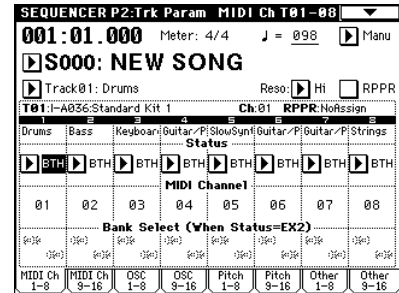 SEQUENCER P2:Trk Param MIDI Ch T01-08
001:01.000 Meter: 4/4 ♩ = 098 Manu
S000: NEW SONG
Track01: Drums Reso: Hi RPPR
T01:I-A036:Standard Kit 1 Ch:01 RPPR:NoAssign
1 2 3 4 5 6 7 8
Drums Bass Keyboar Guitar/P SlowSynt Guitar/P Guitar/P Strings
Status
BTH BTH BTH BTH BTH BTH BTH BTH
MIDI Channel
01 02 03 04 05 06 07 08
Bank Select (When Status=EX2)
MIDI Ch 1-8 MIDI Ch 9-16 OSC 1-8 OSC 9-16 Pitch 1-8 Pitch 9-16 Other 1-8 Other 9-16